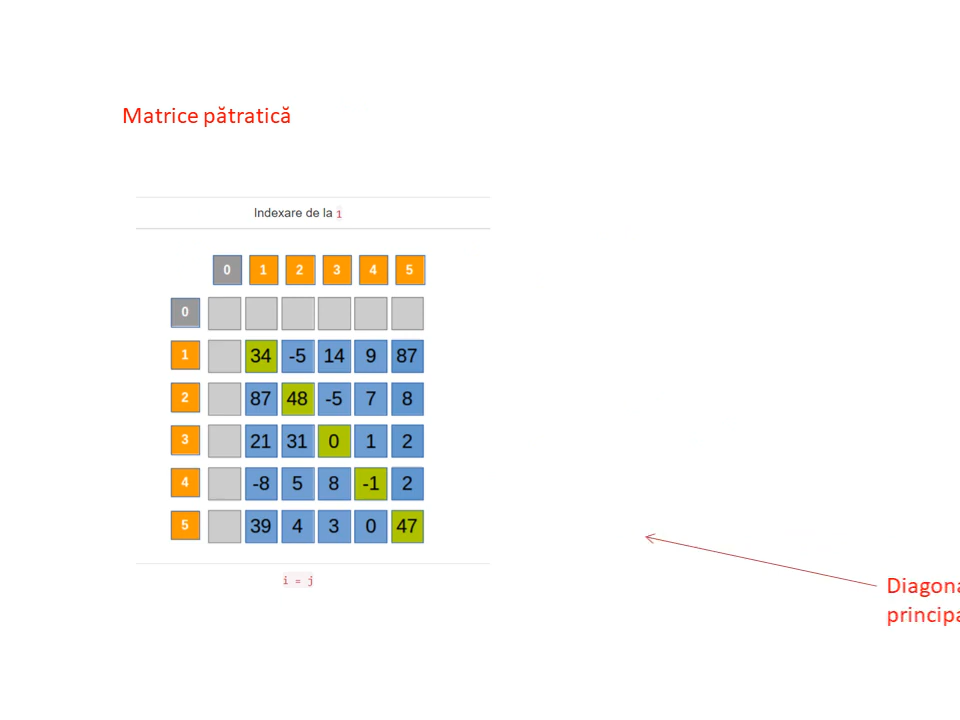 Matrice pătratică
Indexare de la 1
0 1 2 3 4 5
0
1 34 -5 14 9 87
2 87 48 -5 7 8
3 21 31 0 1 2
4 -8 5 8 -1 2
5 39 4 3 0 47
i = j
Diagona
principa